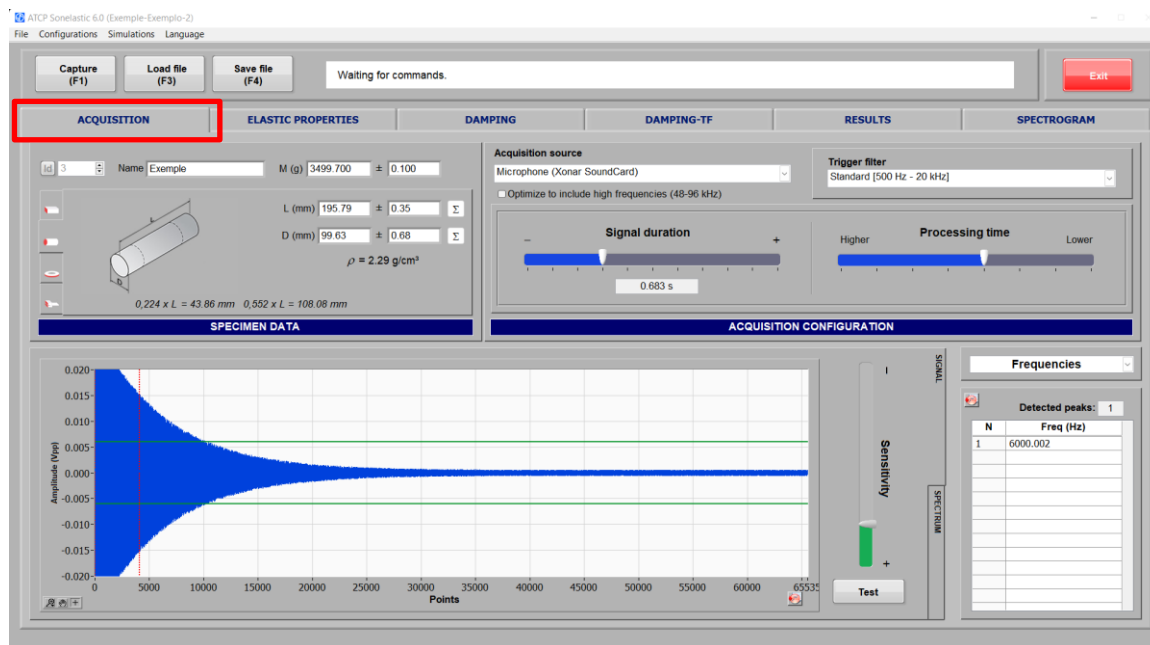 ATCP Sonelastic 6.0 (Exemple-Exemplo-2)
File Configurations Simulations Language
Capture (F1)
Load file (F3)
Save file (F4)
Waiting for commands.
Exit
ACQUISITION ELASTIC PROPERTIES DAMPING DAMPING-TF RESULTS SPECTROGRAM
Id 3 Name Exemple M (g) 3499.700 ± 0.100
L (mm) 195.79 ± 0.35 Σ
D (mm) 99.63 ± 0.68 Σ
ρ = 2.29 g/cm³
L
D
0,224 x L = 43.86 mm 0,552 x L = 108.08 mm
SPECIMEN DATA
Acquisition source
Microphone (Xonar SoundCard)
Optimize to include high frequencies (48-96 kHz)
Trigger filter
Standard [500 Hz - 20 kHz]
− Signal duration +
0.683 s
Higher Processing time Lower
ACQUISITION CONFIGURATION
Amplitude (Vpp)
0.020
0.015
0.010
0.005
0.000
-0.005
-0.010
-0.015
-0.020
0 5000 10000 15000 20000 25000 30000 35000 40000 45000 50000 55000 60000 65535
Points
Sensitivity
+
Test
SIGNAL
SPECTRUM
Frequencies
Detected peaks: 1
N Freq (Hz)
1 6000.002